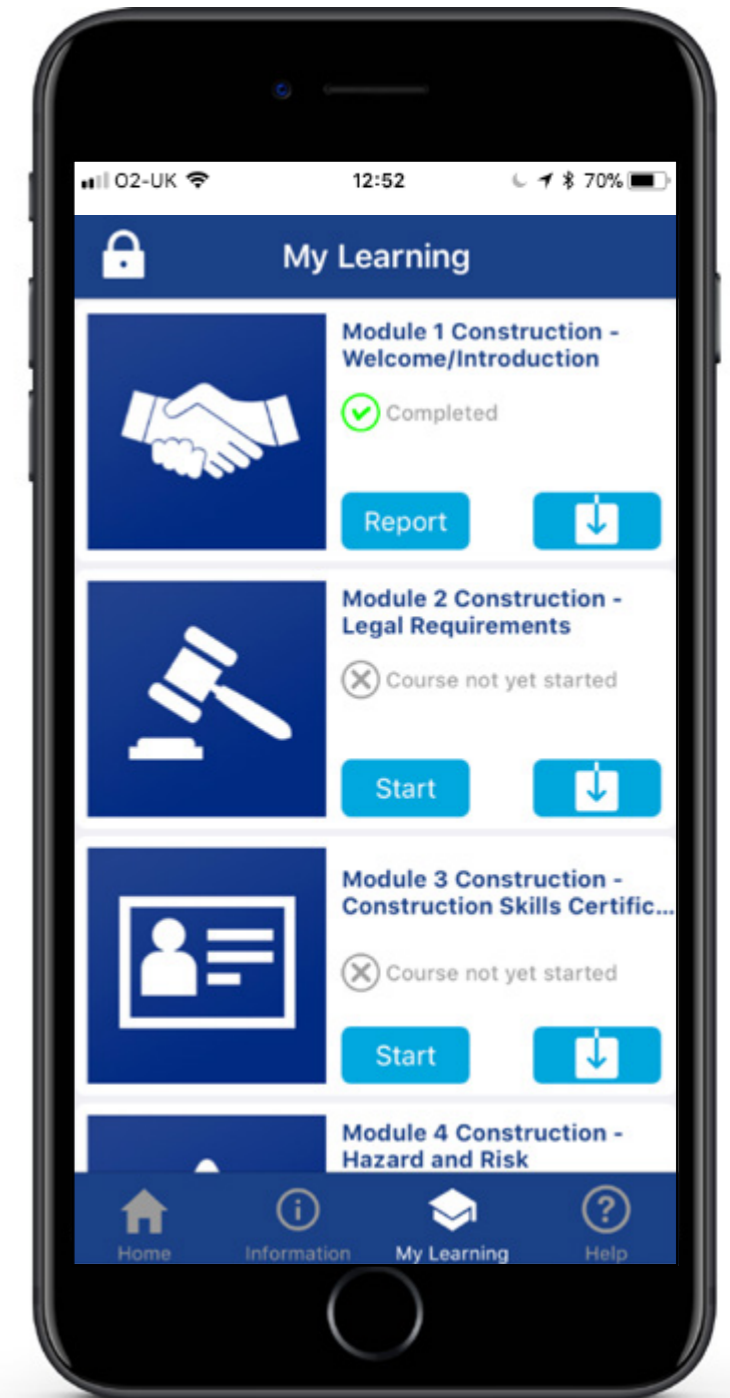 O2-UK 12:52 70%
My Learning
Module 1 Construction -
Welcome/Introduction
Completed
Report
Module 2 Construction -
Legal Requirements
Course not yet started
Start
Module 3 Construction -
Construction Skills Certific...
Course not yet started
Start
Module 4 Construction -
Hazard and Risk
Home Information My Learning Help